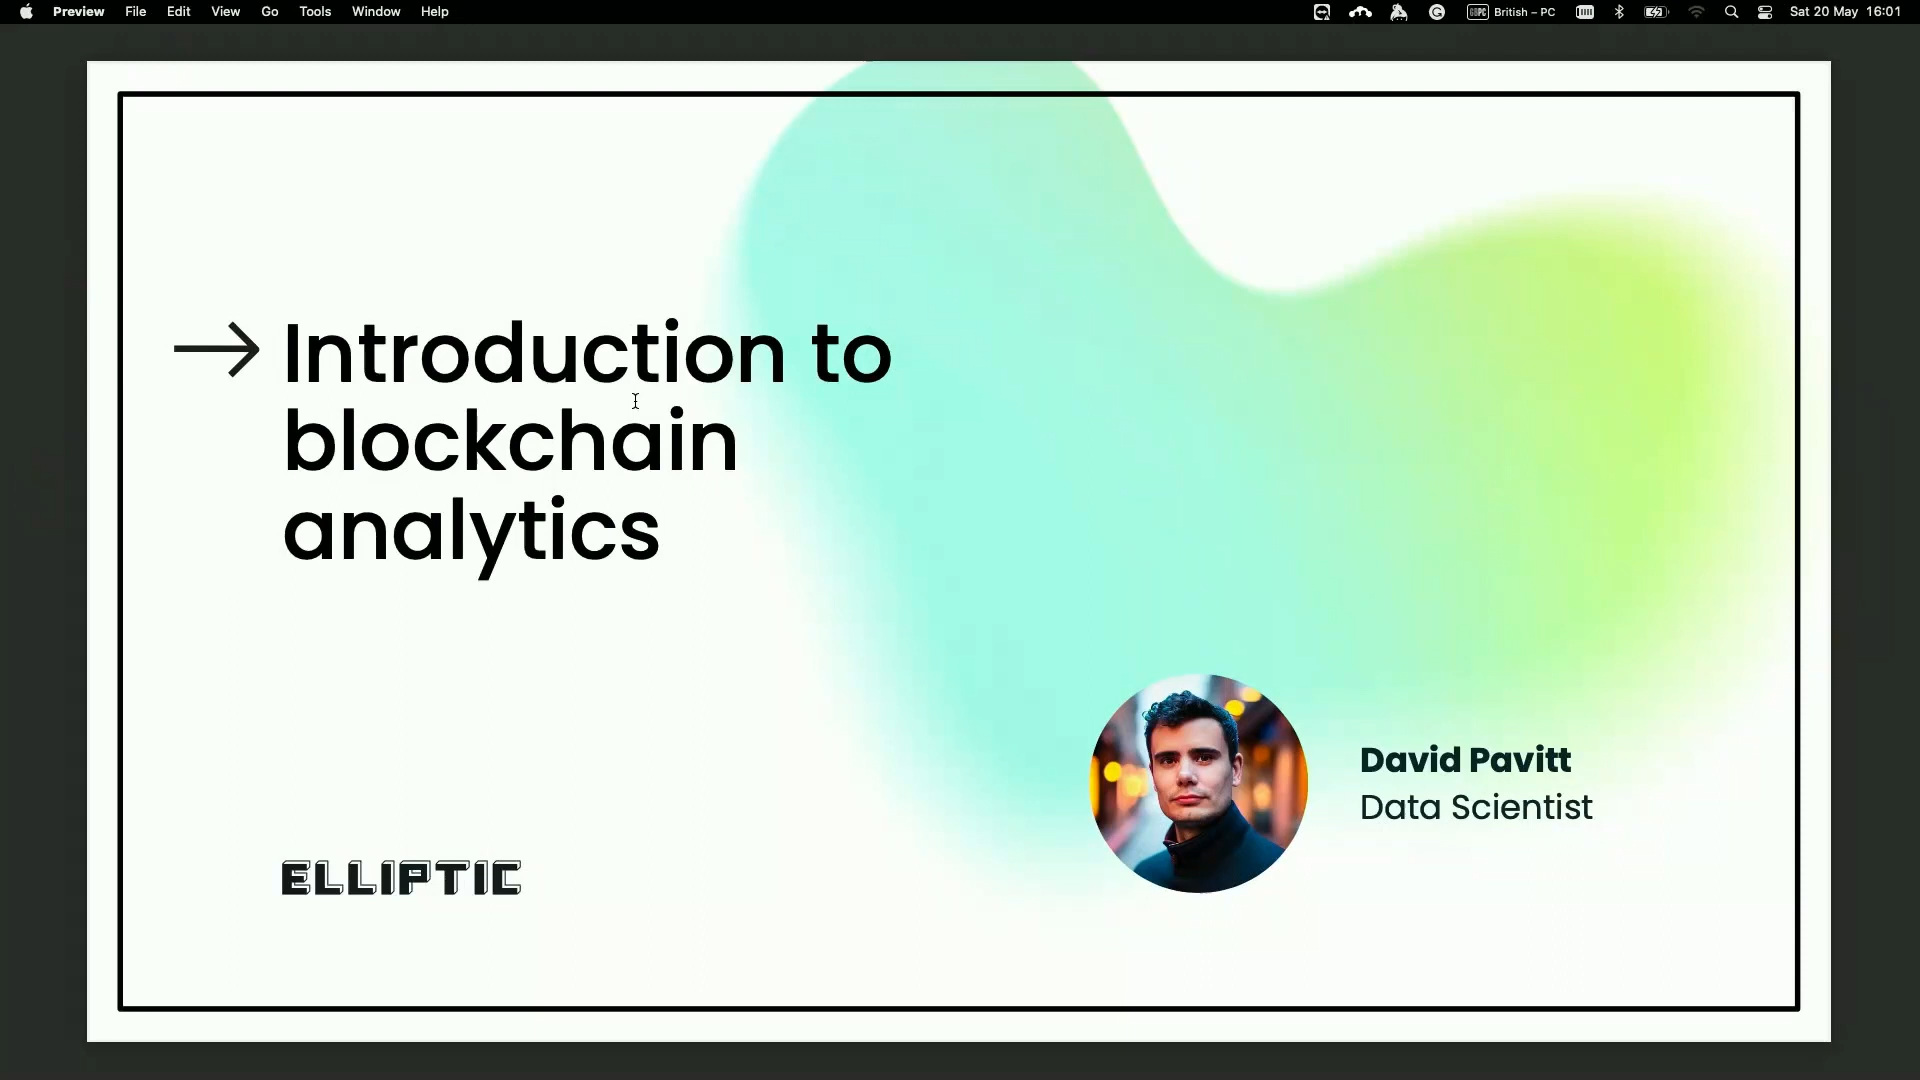 Preview File Edit View Go Tools Window Help British – PC Sat 20 May 16:01
Introduction to
blockchain
analytics
David Pavitt
Data Scientist
ELLIPTIC